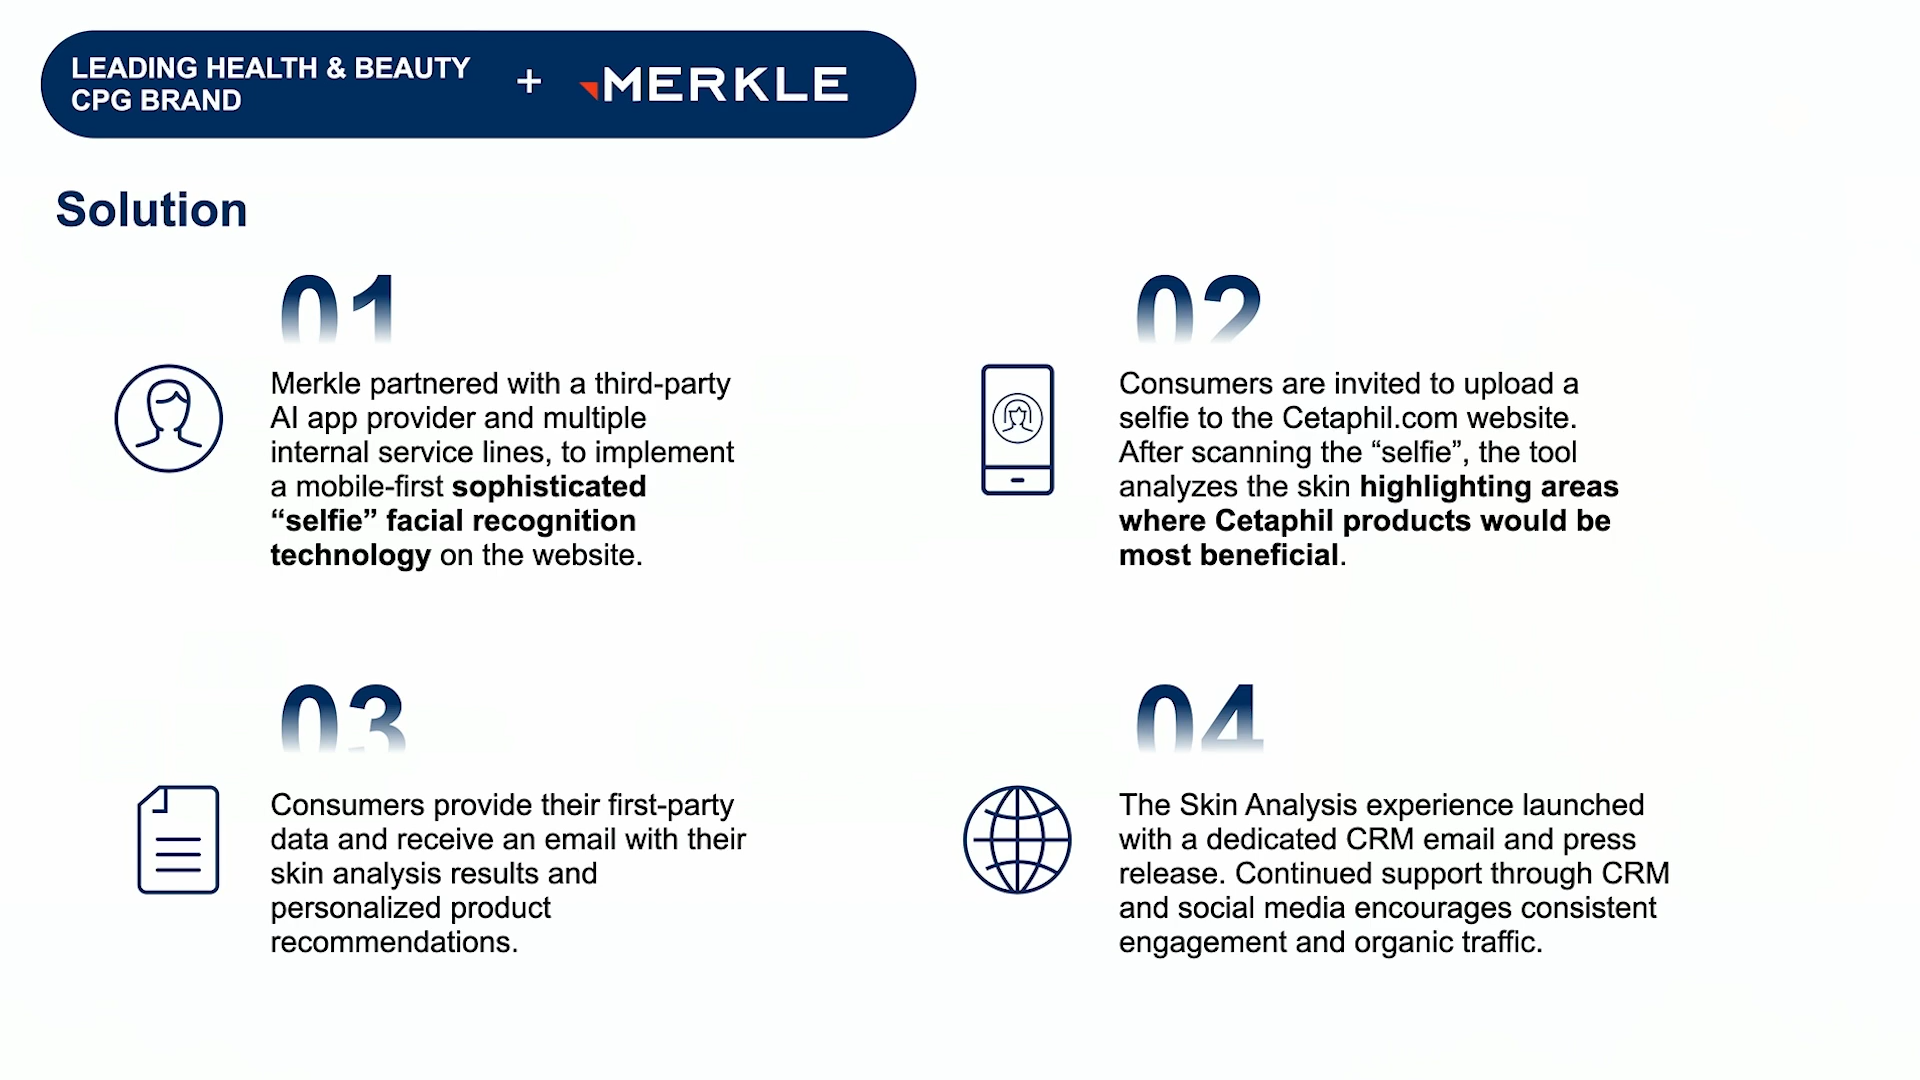 LEADING HEALTH & BEAUTY
CPG BRAND
+
MERKLE
Solution
01
Merkle partnered with a third-party
AI app provider and multiple
internal service lines, to implement
a mobile-first sophisticated
“selfie” facial recognition
technology on the website.
02
Consumers are invited to upload a
selfie to the Cetaphil.com website.
After scanning the “selfie”, the tool
analyzes the skin highlighting areas
where Cetaphil products would be
most beneficial.
03
Consumers provide their first-party
data and receive an email with their
skin analysis results and
personalized product
recommendations.
04
The Skin Analysis experience launched
with a dedicated CRM email and press
release. Continued support through CRM
and social media encourages consistent
engagement and organic traffic.